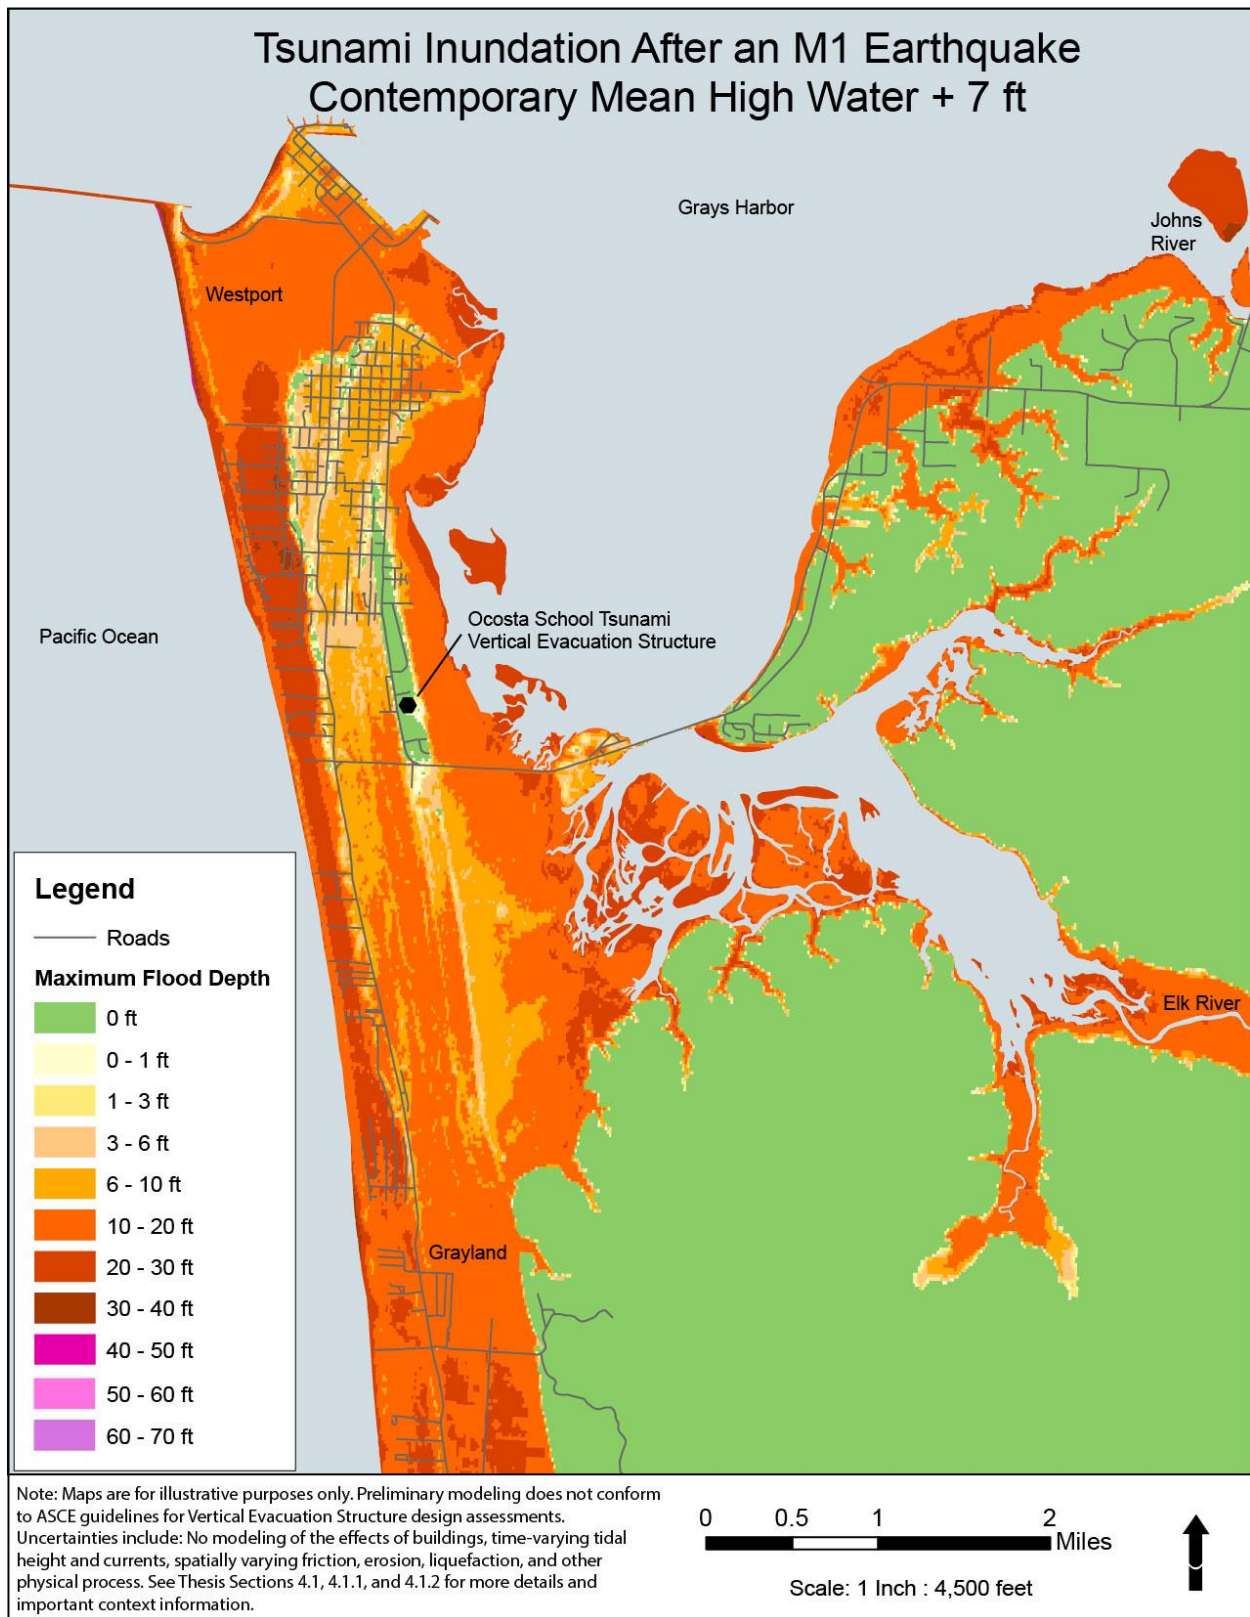 Tsunami Inundation After an M1 Earthquake
Contemporary Mean High Water + 7 ft
Grays Harbor
Johns
River
Westport
Ocosta School Tsunami
Vertical Evacuation Structure
Pacific Ocean
Elk River
Grayland
Legend
Roads
Maximum Flood Depth
0 ft
0 - 1 ft
1 - 3 ft
3 - 6 ft
6 - 10 ft
10 - 20 ft
20 - 30 ft
30 - 40 ft
40 - 50 ft
50 - 60 ft
60 - 70 ft
Note: Maps are for illustrative purposes only. Preliminary modeling does not conform
to ASCE guidelines for Vertical Evacuation Structure design assessments.
Uncertainties include: No modeling of the effects of buildings, time-varying tidal
height and currents, spatially varying friction, erosion, liquefaction, and other
physical process. See Thesis Sections 4.1, 4.1.1, and 4.1.2 for more details and
important context information.
0 0.5 1 2
Miles
Scale: 1 Inch : 4,500 feet